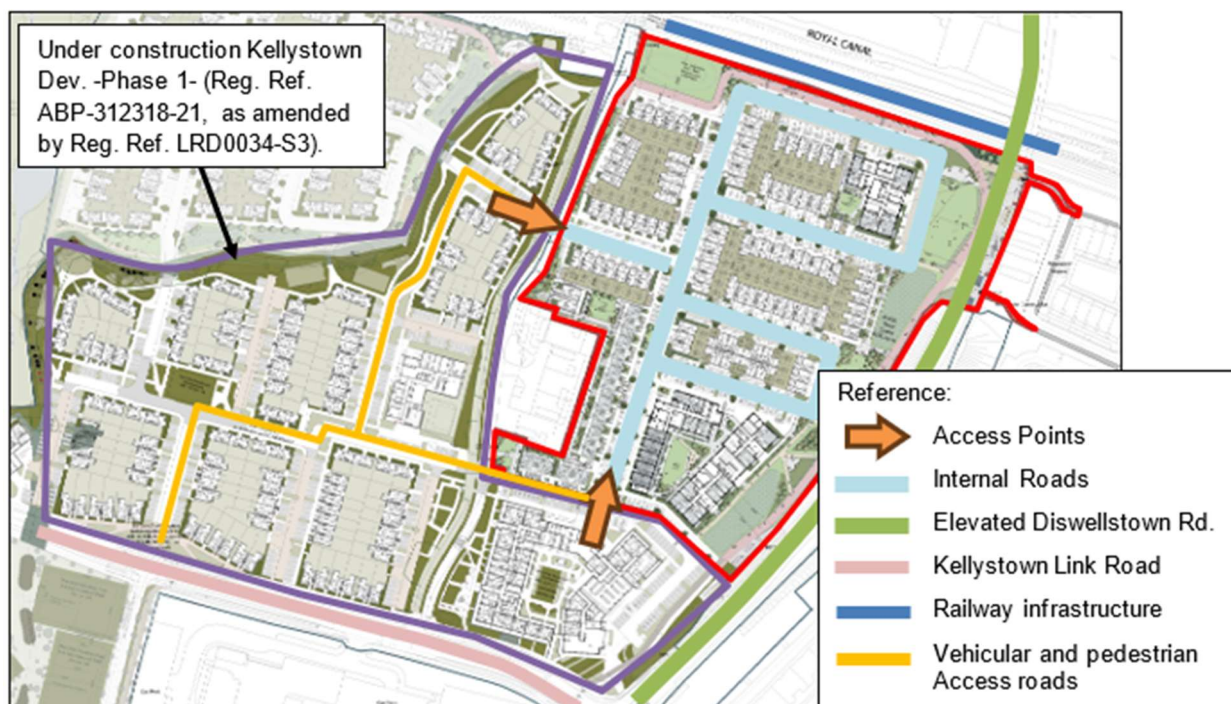 Under construction Kellystown
Dev. -Phase 1- (Reg. Ref.
ABP-312318-21, as amended
by Reg. Ref. LRD0034-S3).
ROYAL CANAL
Reference:
Access Points
Internal Roads
Elevated Diswellstown Rd.
Kellystown Link Road
Railway infrastructure
Vehicular and pedestrian
Access roads